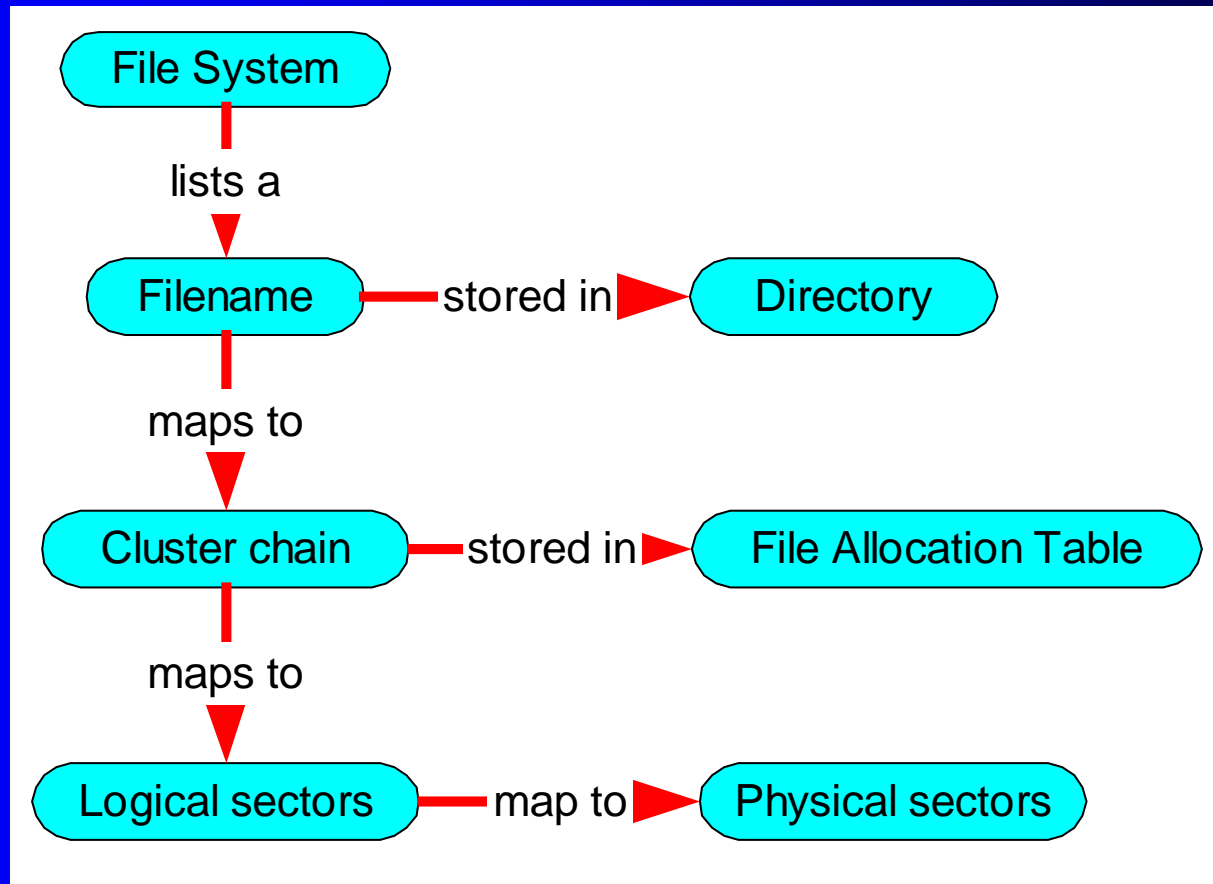 File System
lists a
Filename stored in Directory
maps to
Cluster chain stored in File Allocation Table
maps to
Logical sectors map to Physical sectors